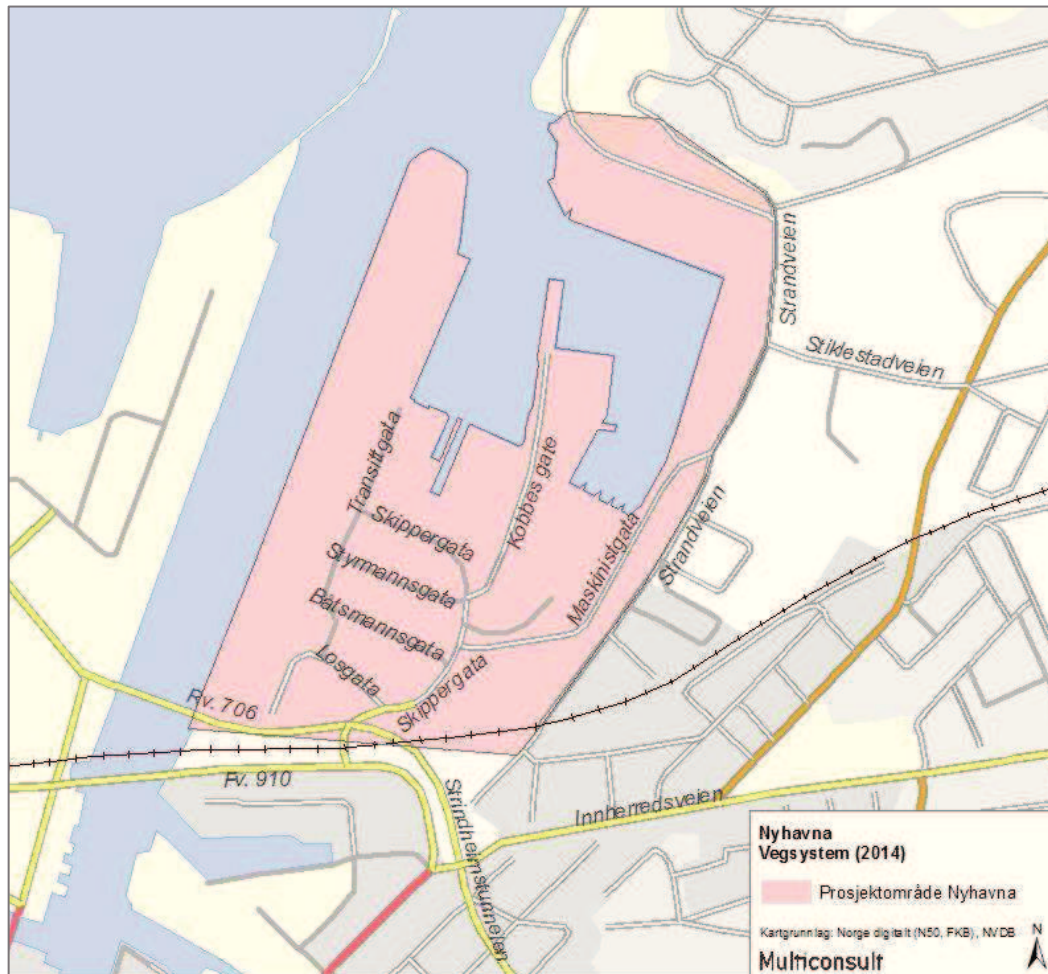 Strandveien
Stiklestadveien
Transittgata
Skippergata
Kobbes gate
Styrmannsgata
Maskinistgata
Strandveien
Båtsmannsgata
Losgata
Skippergata
Rv. 706
Fv. 910
Strindheimstunnelen
Innherredsveien
Nyhavna
Vegsystem (2014)
Prosjektområde Nyhavna
Kartgrunnlag: Norge digitalt (N50, FKB), NVDB
N
Multiconsult